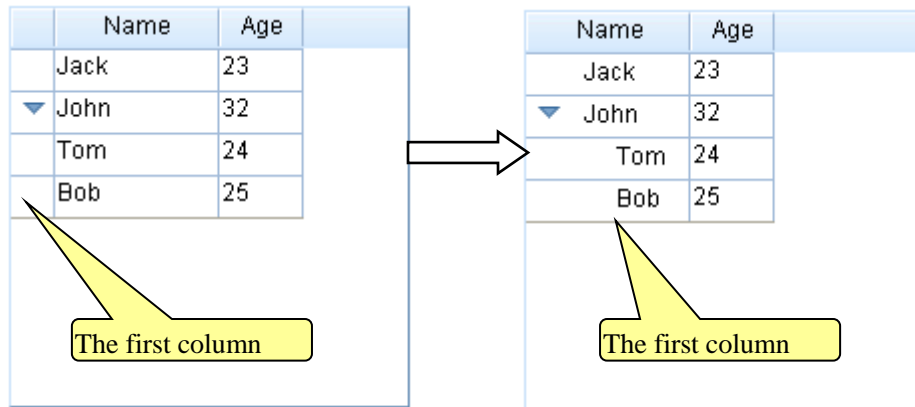 Name Age
Jack 23
John 32
Tom 24
Bob 25
The first column
Name Age
Jack 23
John 32
Tom 24
Bob 25
The first column